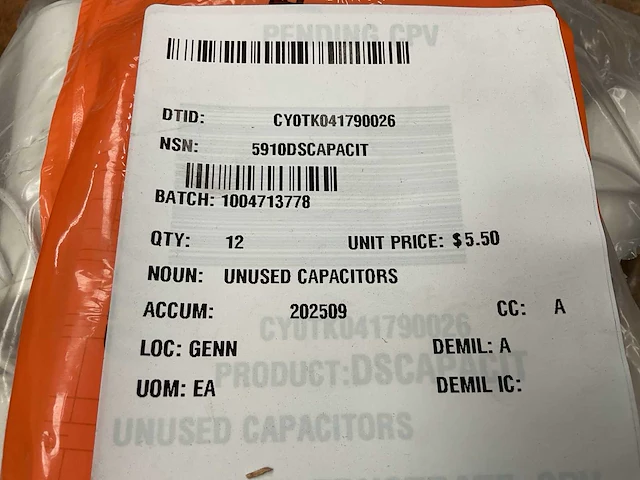 PENDING CPV
DTID: CY0TK041790026
NSN: 5910DSCAPACIT
BATCH: 1004713778
QTY: 12 UNIT PRICE: $5.50
NOUN: UNUSED CAPACITORS
ACCUM: 202509 CC: A
CY0TK041790026
LOC: GENN DEMIL: A
PRODUCT:DSCAPACIT
UOM: EA DEMIL IC:
UNUSED CAPACITORS